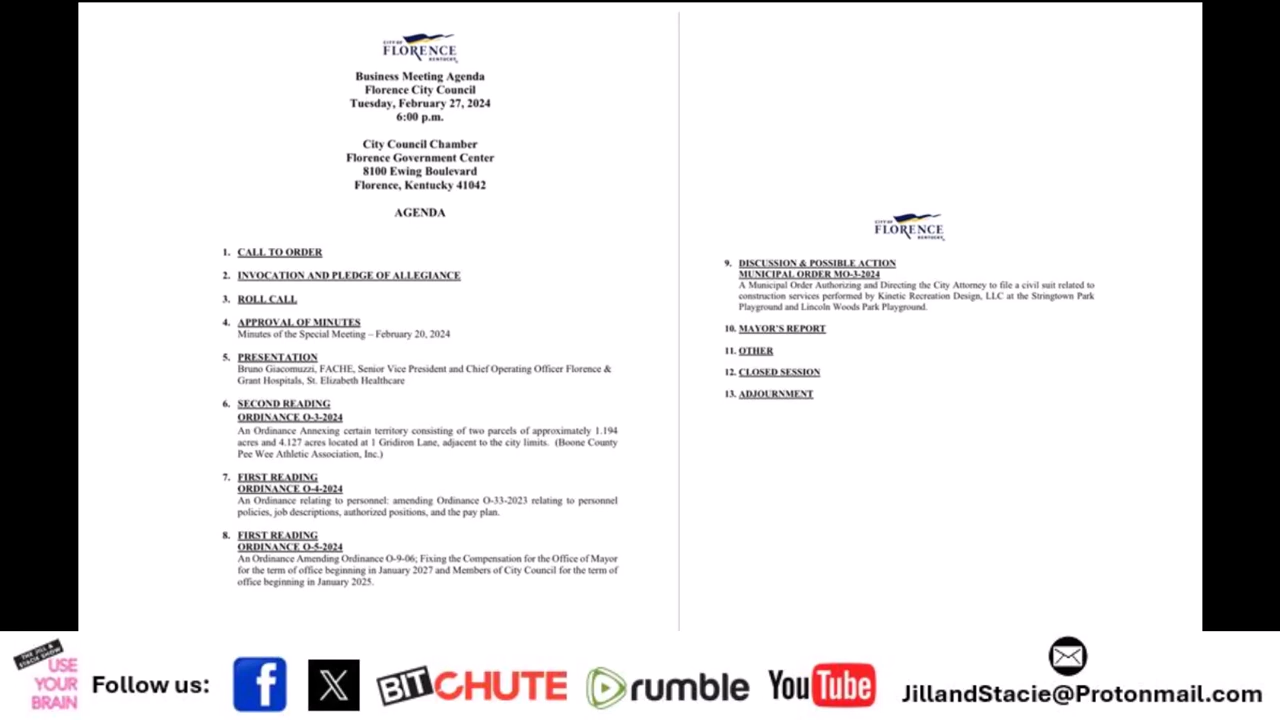 CITY OF
FLORENCE
KENTUCKY
Business Meeting Agenda
Florence City Council
Tuesday, February 27, 2024
6:00 p.m.
City Council Chamber
Florence Government Center
8100 Ewing Boulevard
Florence, Kentucky 41042
AGENDA
1. CALL TO ORDER
2. INVOCATION AND PLEDGE OF ALLEGIANCE
3. ROLL CALL
4. APPROVAL OF MINUTES
Minutes of the Special Meeting – February 20, 2024
5. PRESENTATION
Bruno Giacomuzzi, FACHE, Senior Vice President and Chief Operating Officer Florence &
Grant Hospitals, St. Elizabeth Healthcare
6. SECOND READING
ORDINANCE O-3-2024
An Ordinance Annexing certain territory consisting of two parcels of approximately 1.194
acres and 4.127 acres located at 1 Gridiron Lane, adjacent to the city limits. (Boone County
Pee Wee Athletic Association, Inc.)
7. FIRST READING
ORDINANCE O-4-2024
An Ordinance relating to personnel: amending Ordinance O-33-2023 relating to personnel
policies, job descriptions, authorized positions, and the pay plan.
8. FIRST READING
ORDINANCE O-5-2024
An Ordinance Amending Ordinance O-9-06; Fixing the Compensation for the Office of Mayor
for the term of office beginning in January 2027 and Members of City Council for the term of
office beginning in January 2025.
CITY OF
FLORENCE
KENTUCKY
9. DISCUSSION & POSSIBLE ACTION
MUNICIPAL ORDER MO-3-2024
A Municipal Order Authorizing and Directing the City Attorney to file a civil suit related to
construction services performed by Kinetic Recreation Design, LLC at the Stringtown Park
Playground and Lincoln Woods Park Playground.
10. MAYOR'S REPORT
11. OTHER
12. CLOSED SESSION
13. ADJOURNMENT
THE JILL &
STACIE SHOW
USE
YOUR
BRAIN
Follow us:
f
X
BITCHUTE
rumble
YouTube
JillandStacie@Protonmail.com